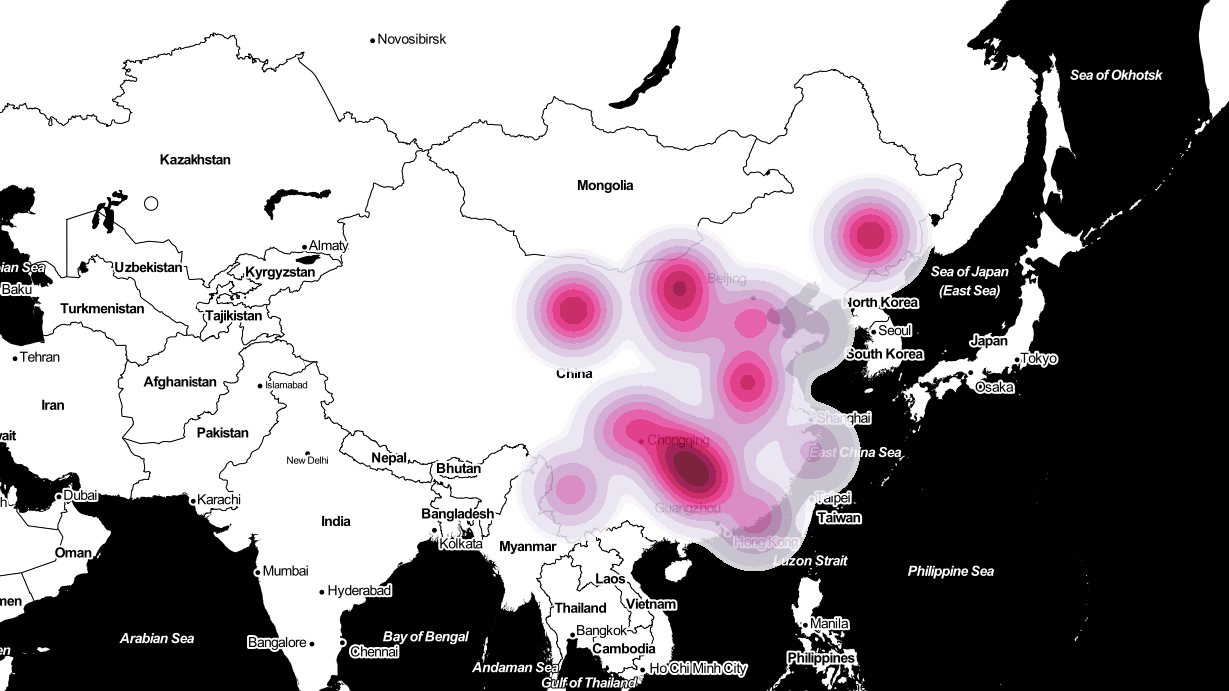 Novosibirsk
Sea of Okhotsk
Kazakhstan
Mongolia
Almaty
ian Sea
Uzbekistan
Kyrgyzstan
Beijing
Sea of Japan
(East Sea)
Baku
Turkmenistan
Tajikistan
North Korea
Seoul
Japan
Tehran
South Korea
Tokyo
Afghanistan
Islamabad
China
Osaka
Iran
Pakistan
Shanghai
wait
Chongqing
New Delhi
Nepal
Bhutan
East China Sea
Dubai
Karachi
Taipei
Bangladesh
Guangzhou
India
Taiwan
Oman
Kolkata
Myanmar
Hong Kong
Luzon Strait
Mumbai
Philippine Sea
Laos
Hyderabad
men
Thailand
Vietnam
Manila
Arabian Sea
Bay of Bengal
Bangkok
Bangalore
Chennai
Cambodia
Philippines
Andaman Sea
Ho Chi Minh City
Gulf of Thailand